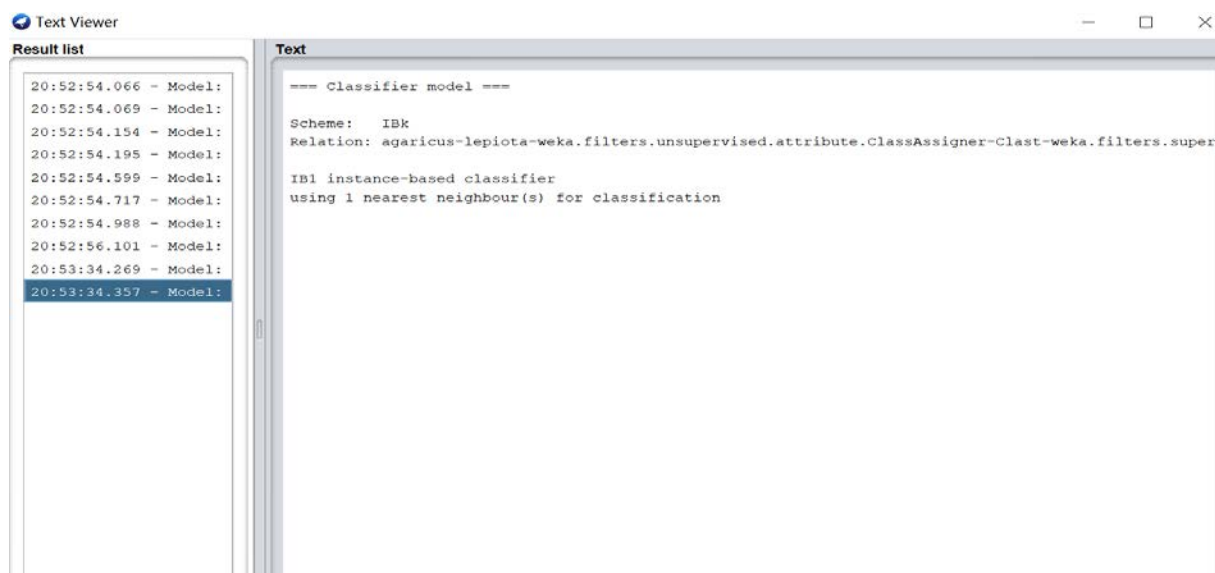 Text Viewer
Result list
20:52:54.066 - Model:
20:52:54.069 - Model:
20:52:54.154 - Model:
20:52:54.195 - Model:
20:52:54.599 - Model:
20:52:54.717 - Model:
20:52:54.988 - Model:
20:52:56.101 - Model:
20:53:34.269 - Model:
20:53:34.357 - Model:
Text
=== Classifier model ===
Scheme: IBk
Relation: agaricus-lepiota-weka.filters.unsupervised.attribute.ClassAssigner-Clast-weka.filters.super
IB1 instance-based classifier
using 1 nearest neighbour(s) for classification